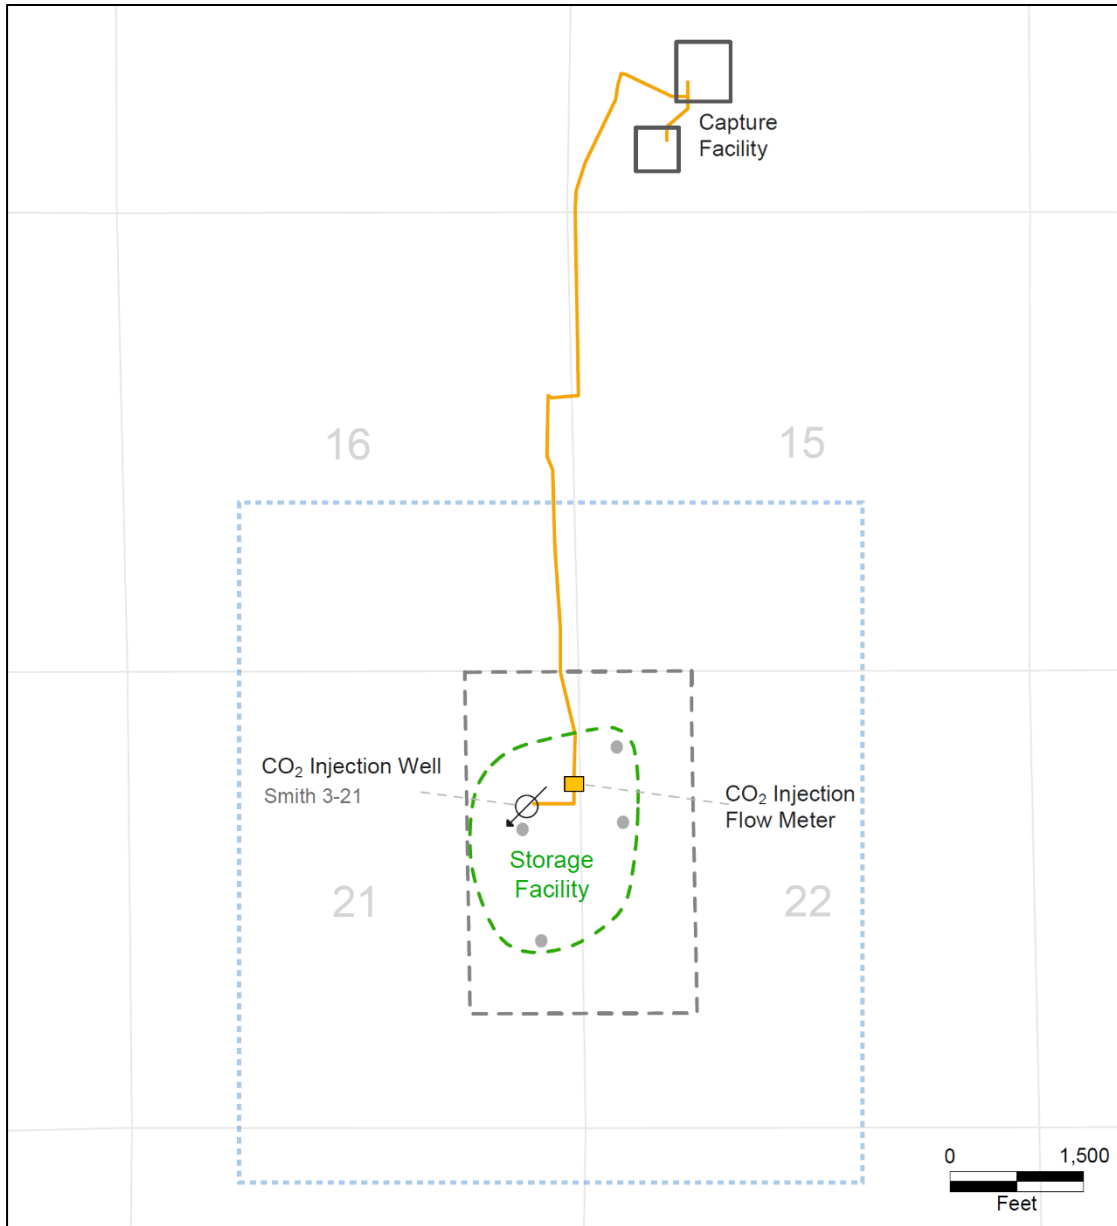 Capture
Facility
16
15
CO₂ Injection Well
Smith 3-21
CO₂ Injection
Flow Meter
Storage
Facility
21
22
0 1,500
Feet